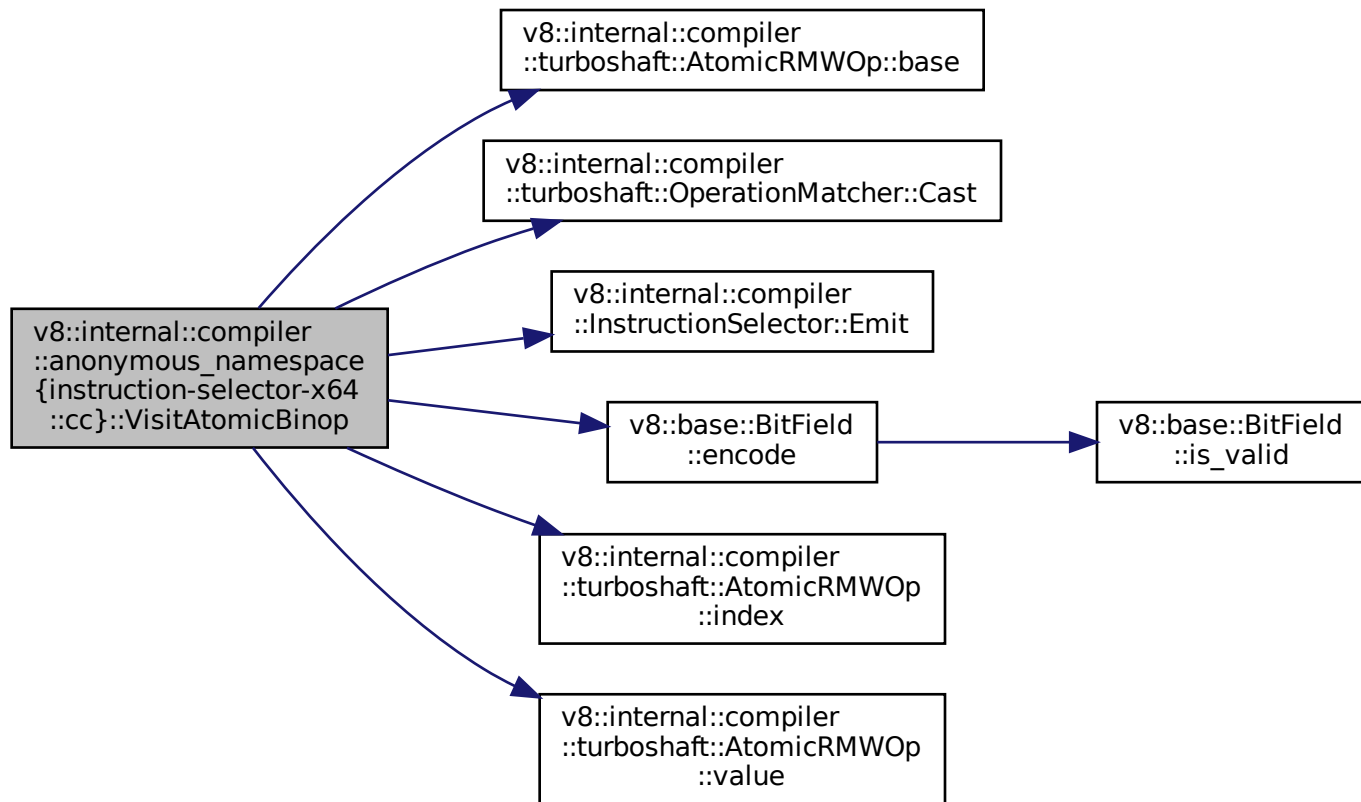 v8::internal::compiler
::turboshaft::AtomicRMWOp::base
v8::internal::compiler
::turboshaft::OperationMatcher::Cast
v8::internal::compiler
::InstructionSelector::Emit
v8::internal::compiler
::anonymous_namespace
{instruction-selector-x64
::cc}::VisitAtomicBinop
v8::base::BitField
::encode
v8::base::BitField
::is_valid
v8::internal::compiler
::turboshaft::AtomicRMWOp
::index
v8::internal::compiler
::turboshaft::AtomicRMWOp
::value